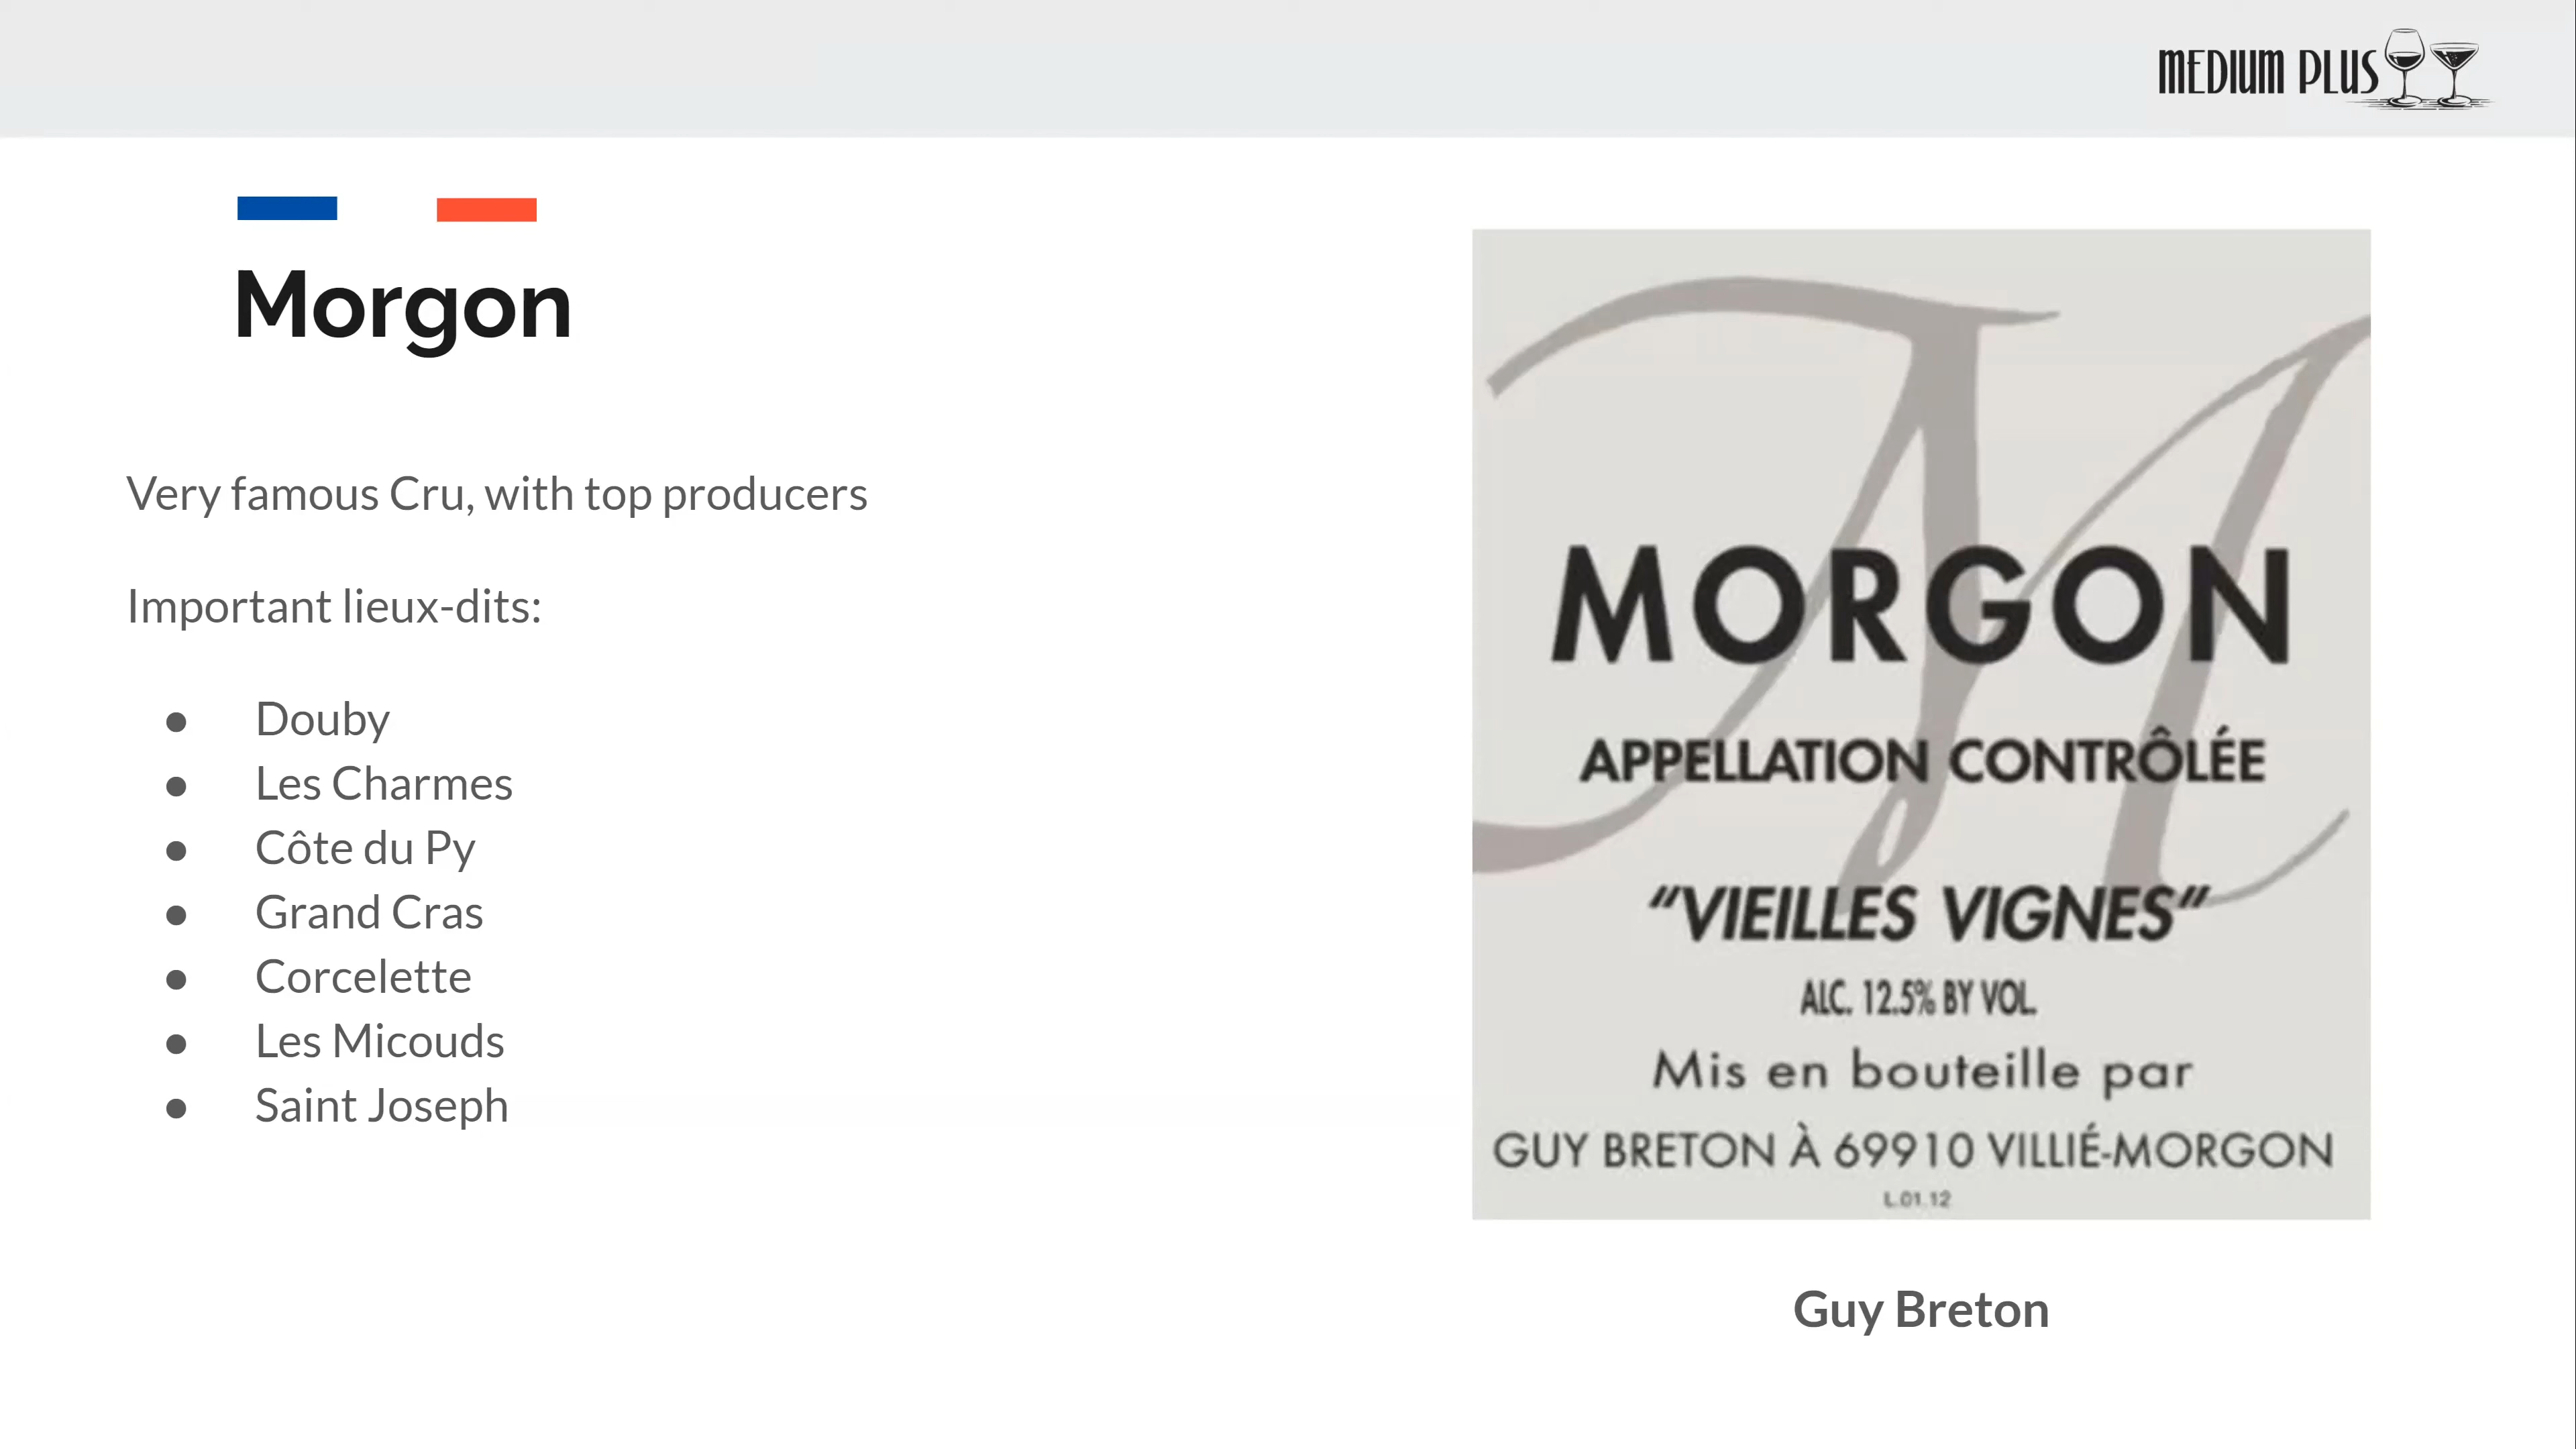 MEDIUM PLUS
Morgon
Very famous Cru, with top producers
Important lieux-dits:
● Douby
● Les Charmes
● Côte du Py
● Grand Cras
● Corcelette
● Les Micouds
● Saint Joseph
MORGON
APPELLATION CONTRÔLÉE
"VIEILLES VIGNES"
ALC. 12.5% BY VOL.
Mis en bouteille par
GUY BRETON À 69910 VILLIÉ-MORGON
L.01.12
Guy Breton